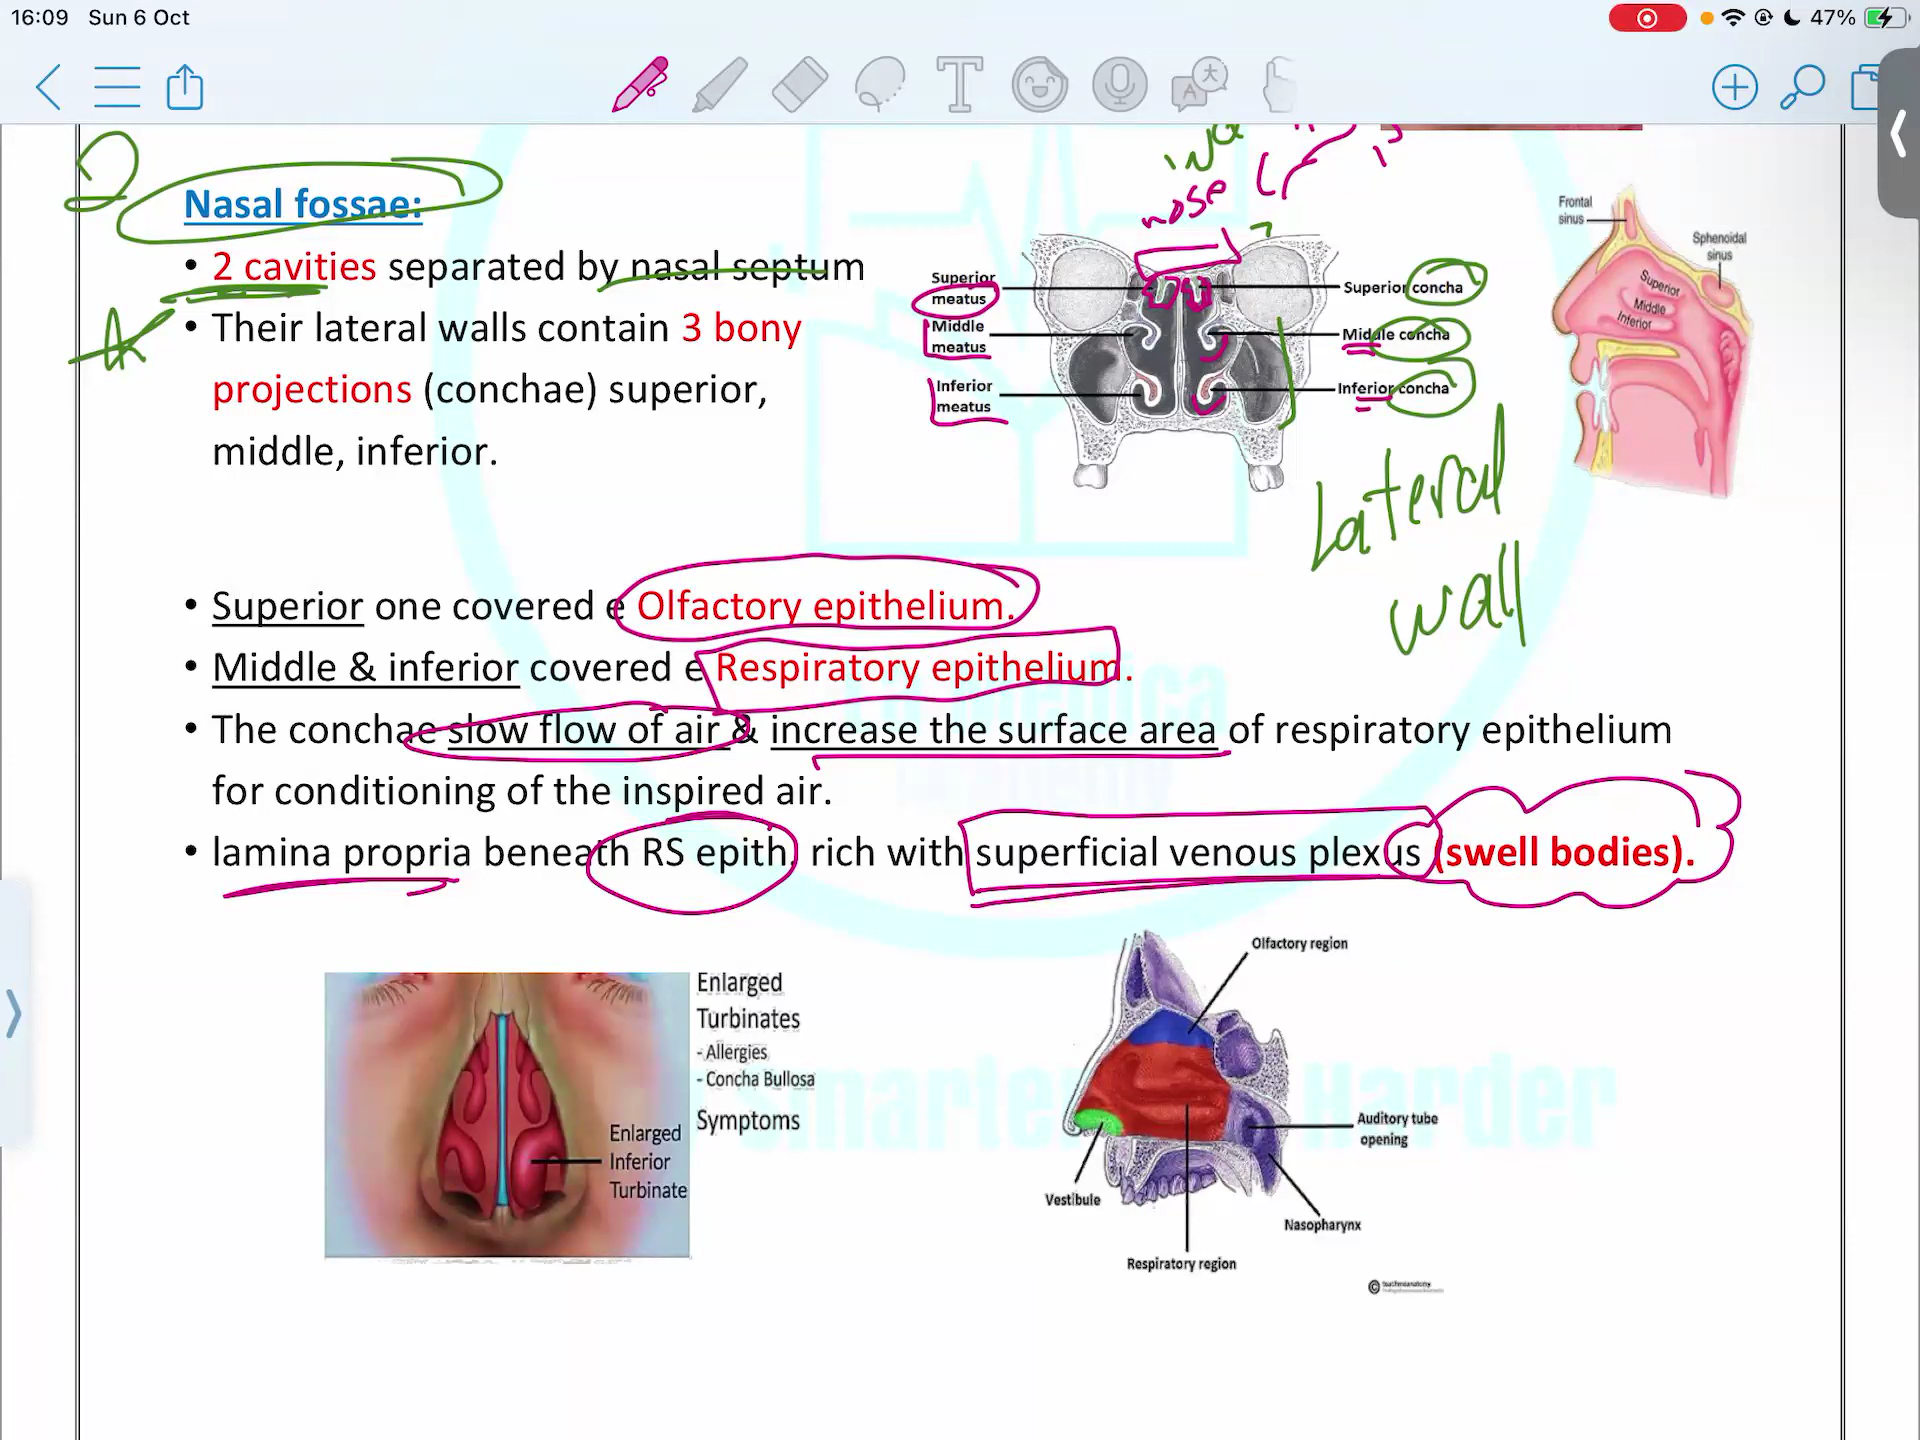 16:09 Sun 6 Oct
47%
nose
Nasal fossae:
• 2 cavities separated by nasal septum
• Their lateral walls contain 3 bony
projections (conchae) superior,
middle, inferior.
Superior
meatus
Middle
meatus
Inferior
meatus
Superior concha
Middle concha
Inferior concha
Frontal
sinus
Sphenoidal
sinus
Superior
Middle
Inferior
Lateral
wall
• Superior one covered e Olfactory epithelium.
• Middle & inferior covered e Respiratory epithelium.
• The conchae slow flow of air & increase the surface area of respiratory epithelium
for conditioning of the inspired air.
• lamina propria beneath RS epith. rich with superficial venous plexus (swell bodies).
Enlarged
Turbinates
- Allergies
- Concha Bullosa
Symptoms
Enlarged
Inferior
Turbinate
Olfactory region
Auditory tube
opening
Vestibule
Nasopharynx
Respiratory region
Harder